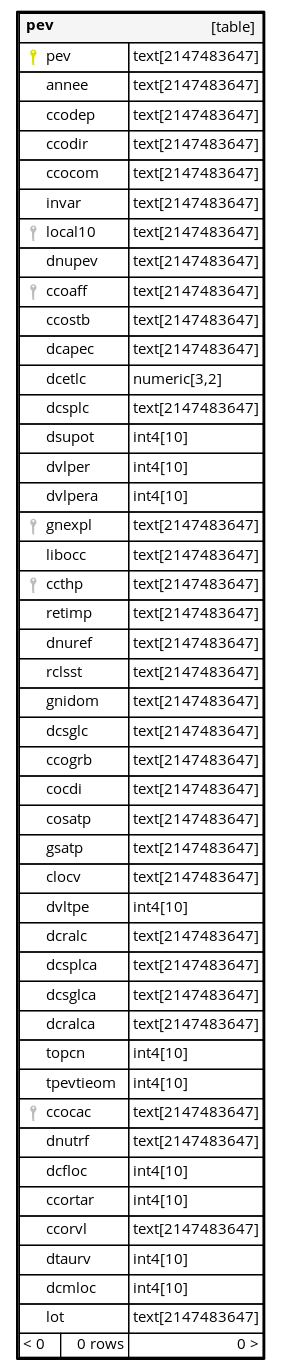 pev [table]
pev text[2147483647]
annee text[2147483647]
ccodep text[2147483647]
ccodir text[2147483647]
ccocom text[2147483647]
invar text[2147483647]
local10 text[2147483647]
dnupev text[2147483647]
ccoaff text[2147483647]
ccostb text[2147483647]
dcapec text[2147483647]
dcetlc numeric[3,2]
dcsplc text[2147483647]
dsupot int4[10]
dvlper int4[10]
dvlpera int4[10]
gnexpl text[2147483647]
libocc text[2147483647]
ccthp text[2147483647]
retimp text[2147483647]
dnuref text[2147483647]
rclsst text[2147483647]
gnidom text[2147483647]
dcsglc text[2147483647]
ccogrb text[2147483647]
cocdi text[2147483647]
cosatp text[2147483647]
gsatp text[2147483647]
clocv text[2147483647]
dvltpe int4[10]
dcralc text[2147483647]
dcsplca text[2147483647]
dcsglca text[2147483647]
dcralca text[2147483647]
topcn int4[10]
tpevtieom int4[10]
ccocac text[2147483647]
dnutrf text[2147483647]
dcfloc int4[10]
ccortar int4[10]
ccorvl text[2147483647]
dtaurv int4[10]
dcmloc int4[10]
lot text[2147483647]
< 0 0 rows 0 >